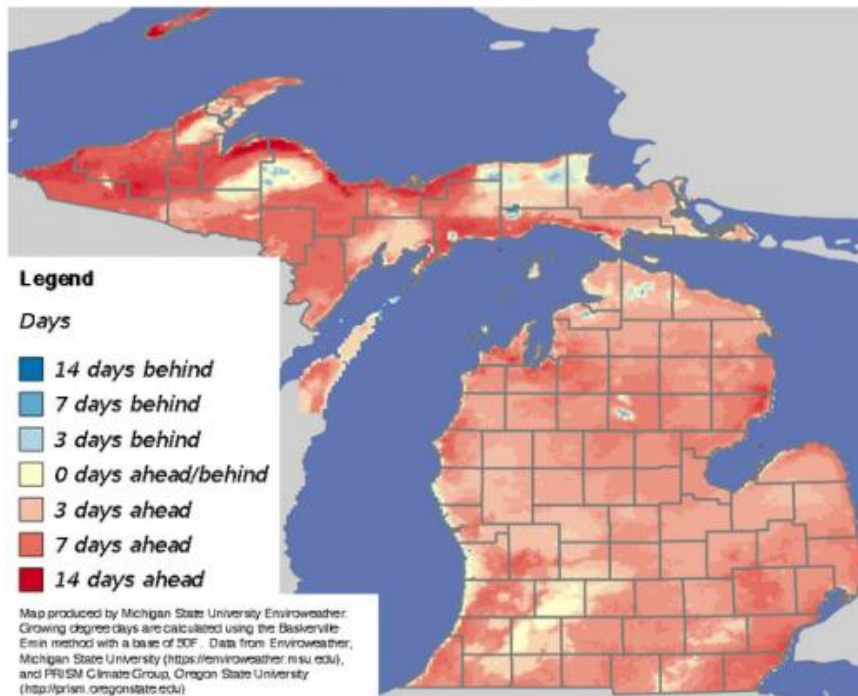 Legend
Days
14 days behind
7 days behind
3 days behind
0 days ahead/behind
3 days ahead
7 days ahead
14 days ahead
Map produced by Michigan State University Enviroweather.
Growing degree days are calculated using the Baskerville-
Emin method with a base of 50F. Data from Enviroweather,
Michigan State University (https://enviroweather.msu.edu),
and PRISM Climate Group, Oregon State University
(http://prism.oregonstate.edu)